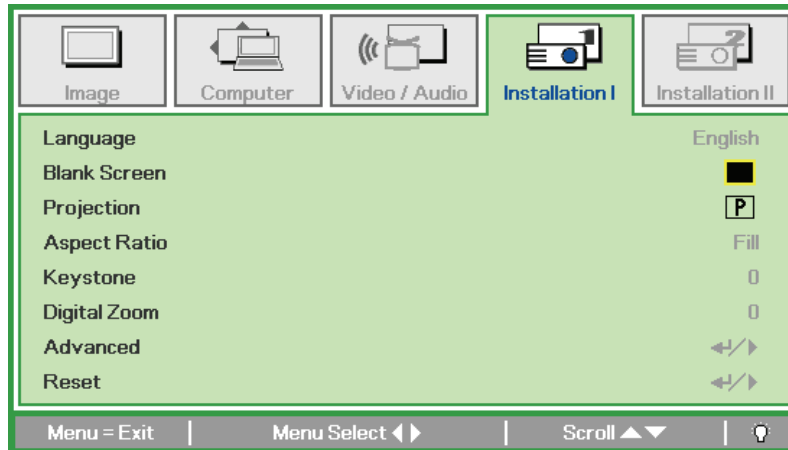 Image Computer Video / Audio Installation I Installation II
Language English
Blank Screen
Projection P
Aspect Ratio Fill
Keystone 0
Digital Zoom 0
Advanced
Reset
Menu = Exit Menu Select Scroll